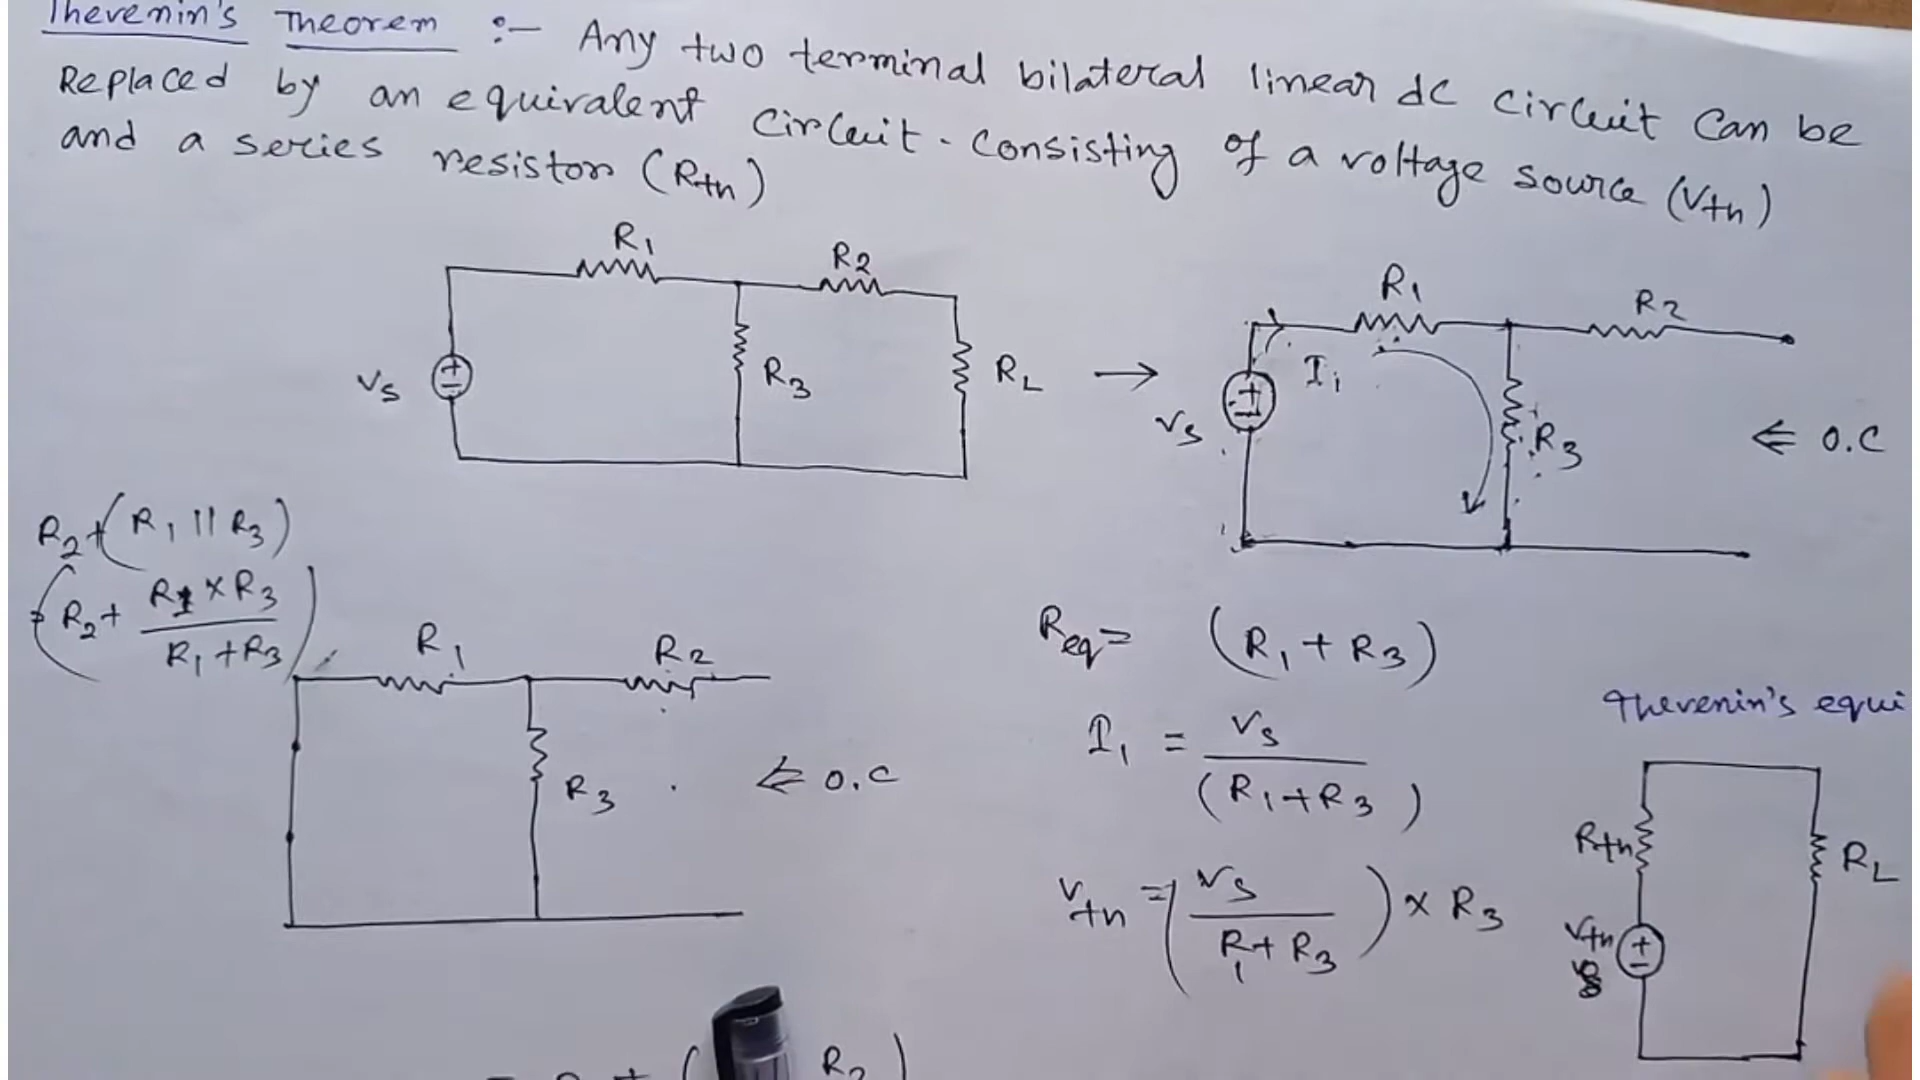 Thevenin's Theorem :- Any two terminal bilateral linear dc circuit can be
Replaced by an equivalent circuit. consisting of a voltage source (Vth)
and a series resistor (Rth)
R1
R2
R3
RL
Vs
→
R1
R2
I1
Vs
R3
⇐ O.C
R2+(R1 || R3)
(R2+ R1×R3 / R1+R3)
R1
R2
R3
⇐ O.C
Req= (R1+R3)
I1 = Vs / (R1+R3)
Vth = (Vs / R1+R3) × R3
Thevenin's equi
Rth
RL
Vth
R2)